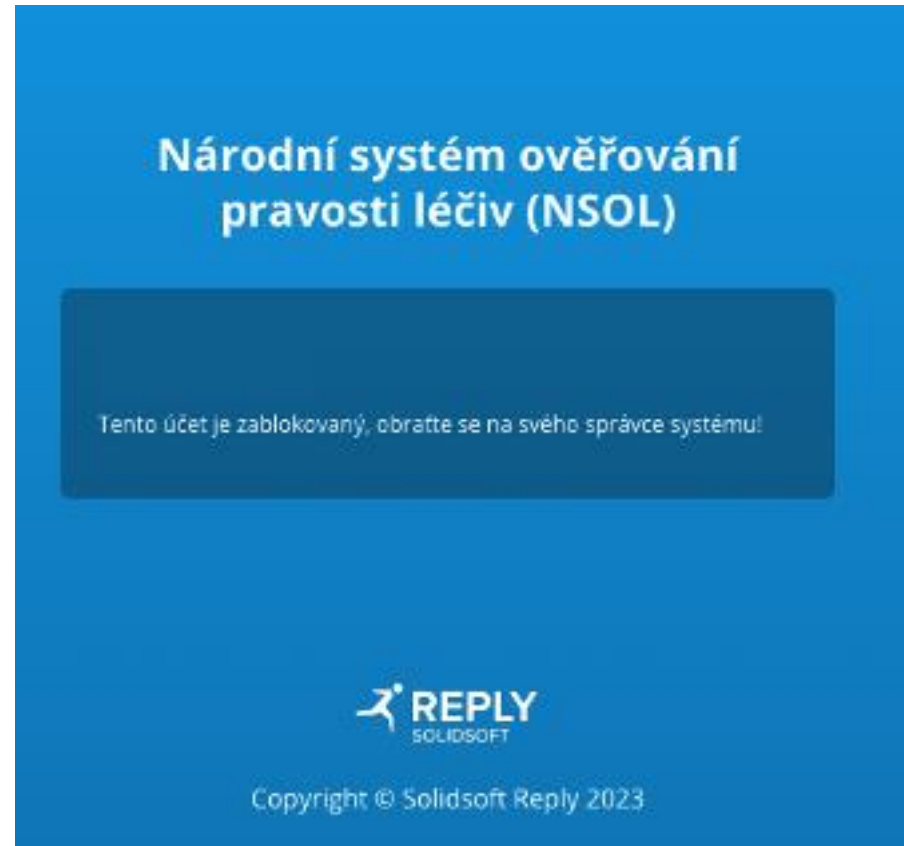 Národní systém ověřování
pravosti léčiv (NSOL)
Tento účet je zablokovaný, obraťte se na svého správce systému!
REPLY
SOLIDSOFT
Copyright © Solidsoft Reply 2023